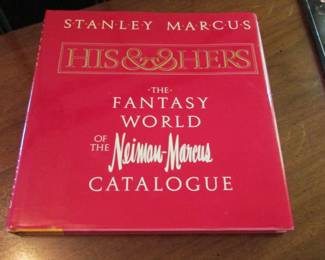 STANLEY MARCUS
HIS & HERS
·THE·
FANTASY
WORLD
OF THE Neiman-Marcus
CATALOGUE